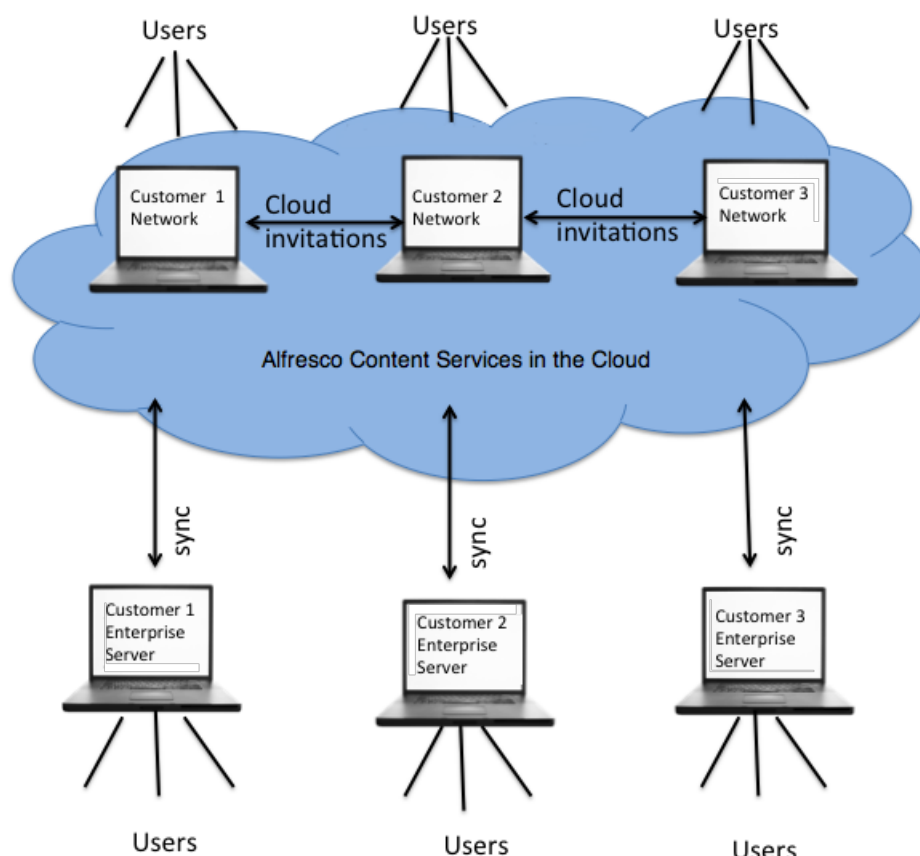 Users
Users
Users
Customer 1
Network
Cloud
invitations
Customer 2
Network
Cloud
invitations
Customer 3
Network
Alfresco Content Services in the Cloud
sync
sync
sync
Customer 1
Enterprise
Server
Customer 2
Enterprise
Server
Customer 3
Enterprise
Server
Users
Users
Users